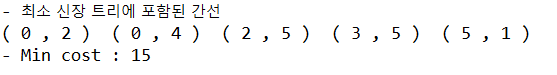 - 최소 신장 트리에 포함된 간선
( 0 , 2 ) ( 0 , 4 ) ( 2 , 5 ) ( 3 , 5 ) ( 5 , 1 )
- Min cost : 15